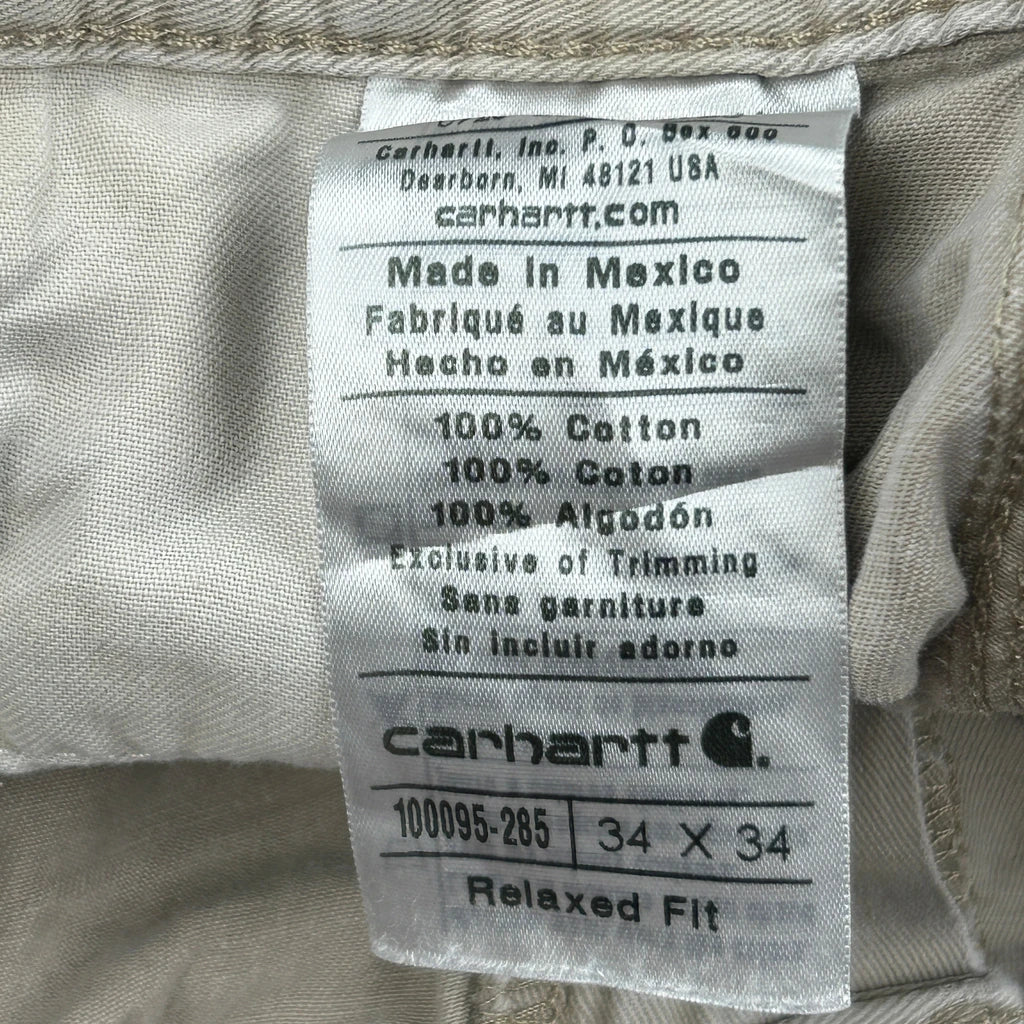 Carhartt, Inc. P. O. Box 600
Dearborn, MI 48121 USA
carhartt.com
Made in Mexico
Fabriqué au Mexique
Hecho en México
100% Cotton
100% Coton
100% Algodón
Exclusive of Trimming
Sans garniture
Sin incluir adorno
carhartt
100095-285 34 X 34
Relaxed Fit